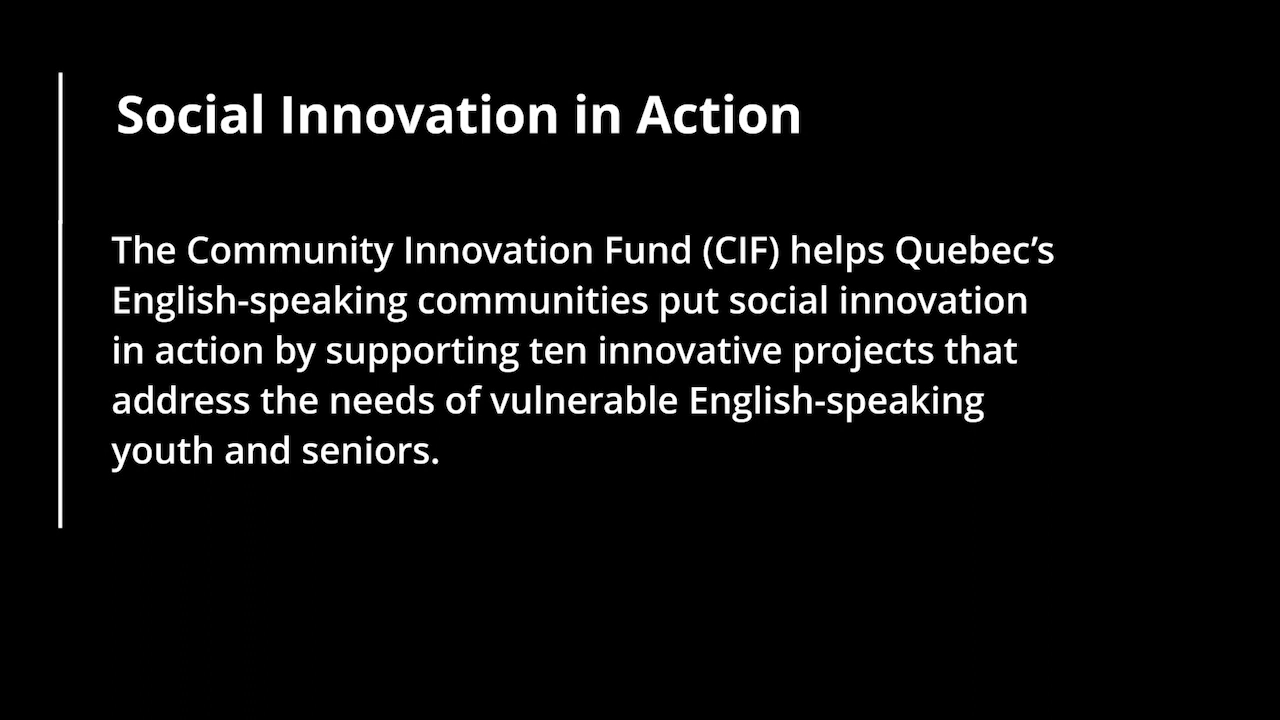 Social Innovation in Action
The Community Innovation Fund (CIF) helps Quebec’s
English-speaking communities put social innovation
in action by supporting ten innovative projects that
address the needs of vulnerable English-speaking
youth and seniors.